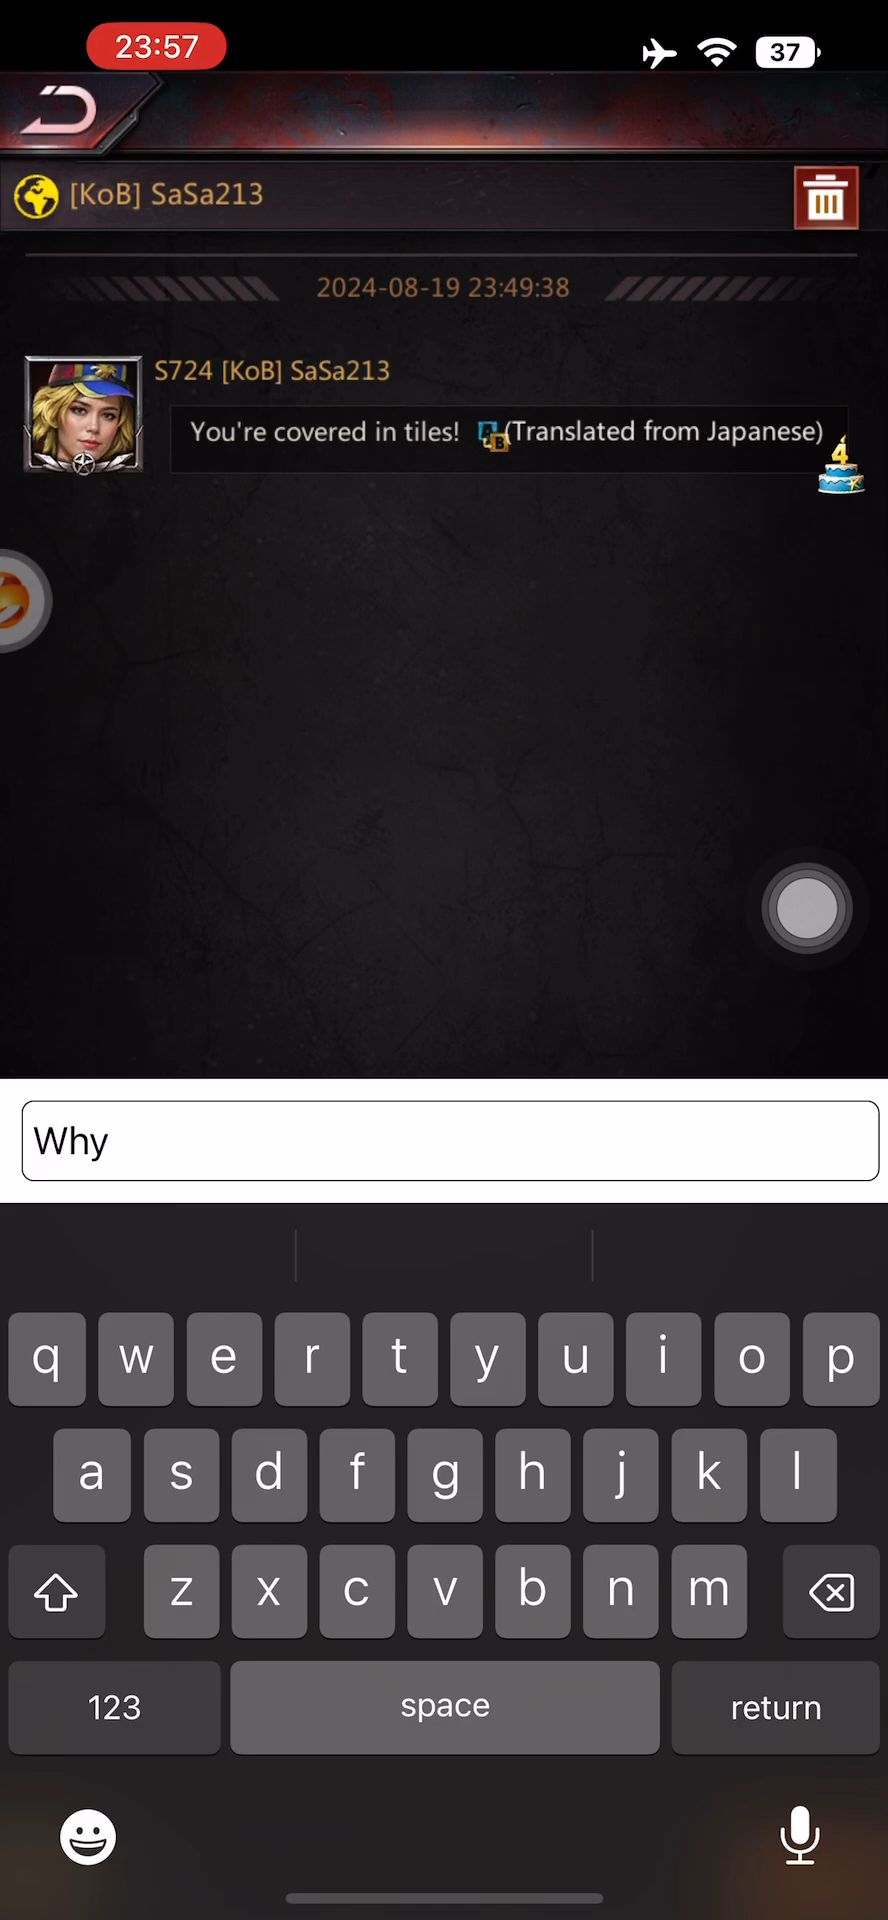 23:57
37
[KoB] SaSa213
2024-08-19 23:49:38
S724 [KoB] SaSa213
You're covered in tiles! (Translated from Japanese)
4
Why
q w e r t y u i o p
a s d f g h j k l
z x c v b n m
123 space return